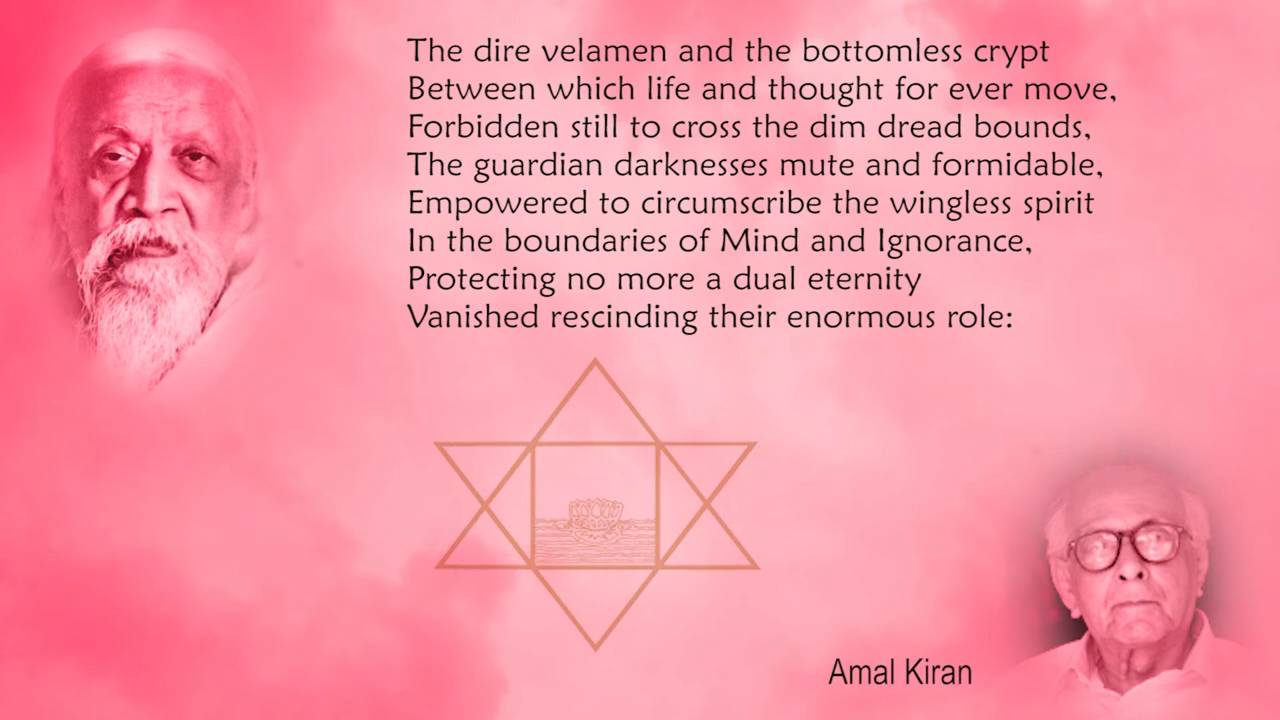 The dire velamen and the bottomless crypt
Between which life and thought for ever move,
Forbidden still to cross the dim dread bounds,
The guardian darknesses mute and formidable,
Empowered to circumscribe the wingless spirit
In the boundaries of Mind and Ignorance,
Protecting no more a dual eternity
Vanished rescinding their enormous role:
Amal Kiran